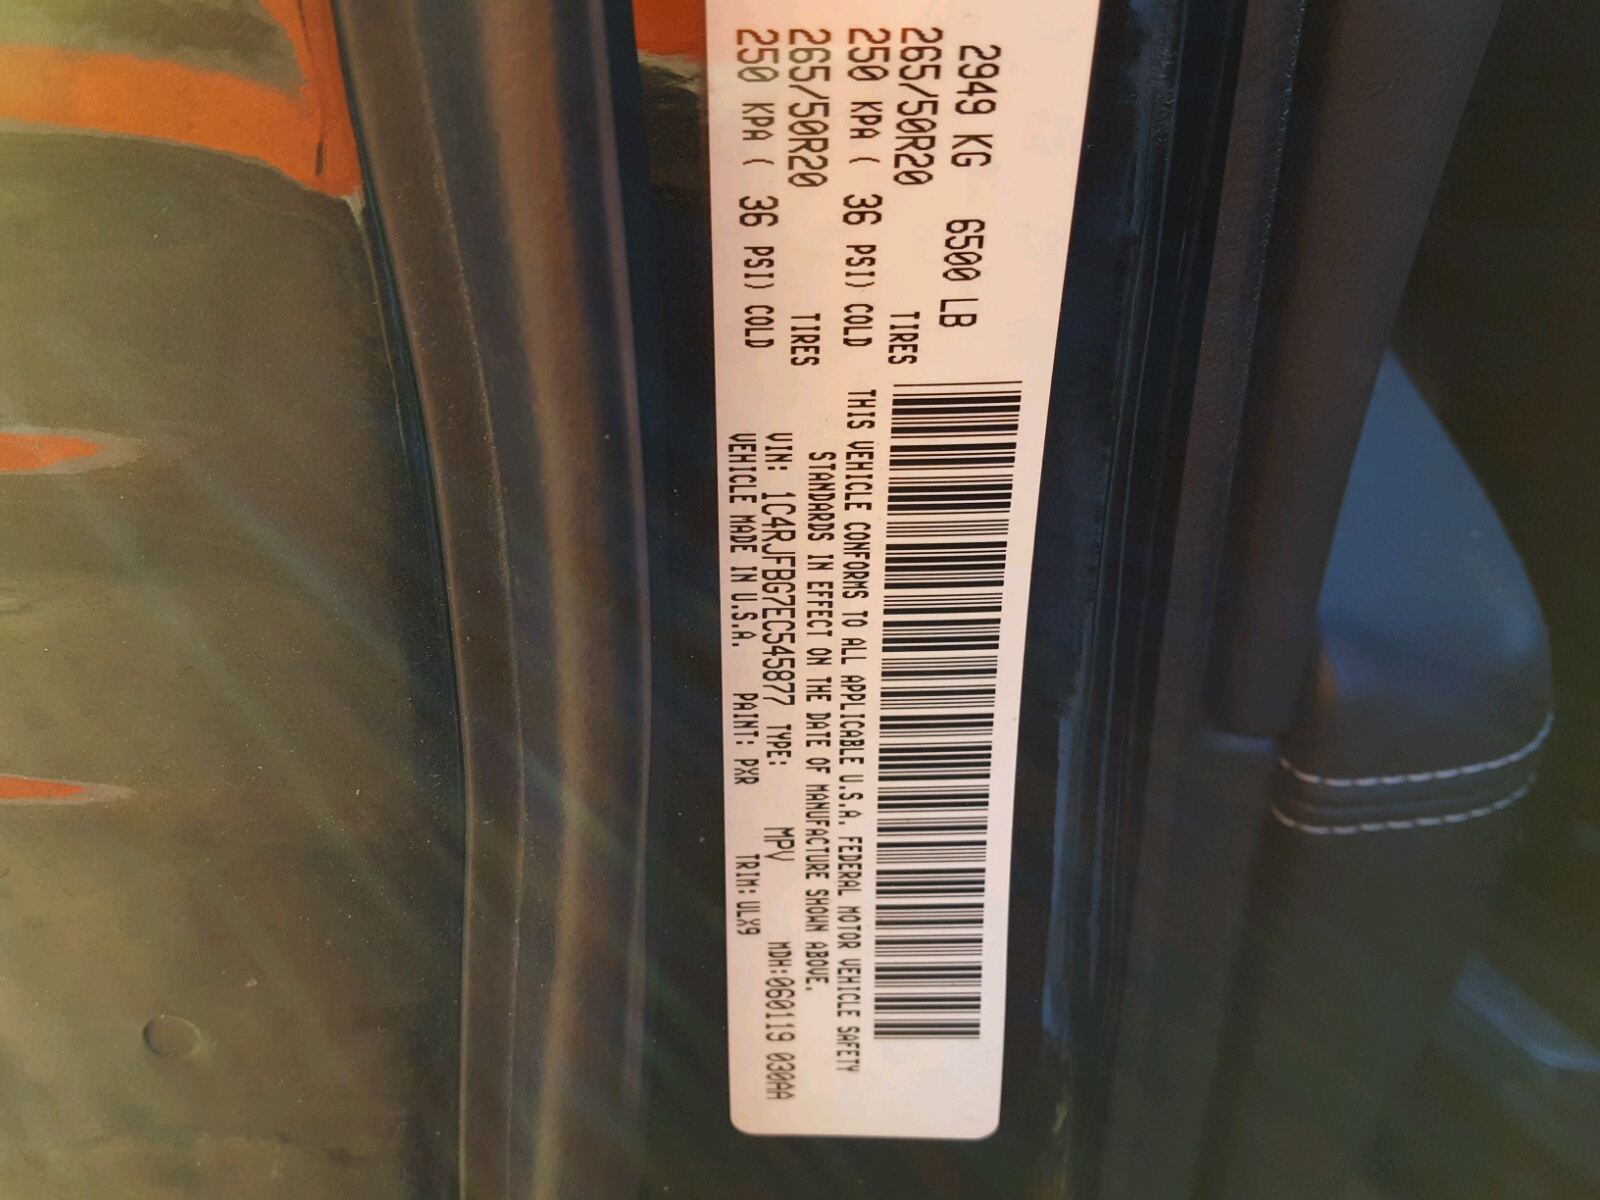 2949 KG 6500 LB
265/50R20 TIRES
250 KPA ( 36 PSI) COLD
265/50R20 TIRES
250 KPA ( 36 PSI) COLD
THIS VEHICLE CONFORMS TO ALL APPLICABLE U.S.A. FEDERAL MOTOR VEHICLE SAFETY
STANDARDS IN EFFECT ON THE DATE OF MANUFACTURE SHOWN ABOVE.
VIN: 1C4RJFBG7EC545877 TYPE: MPV MDH:060119 030AA
VEHICLE MADE IN U.S.A. PAINT: PXR TRIM: ULX9